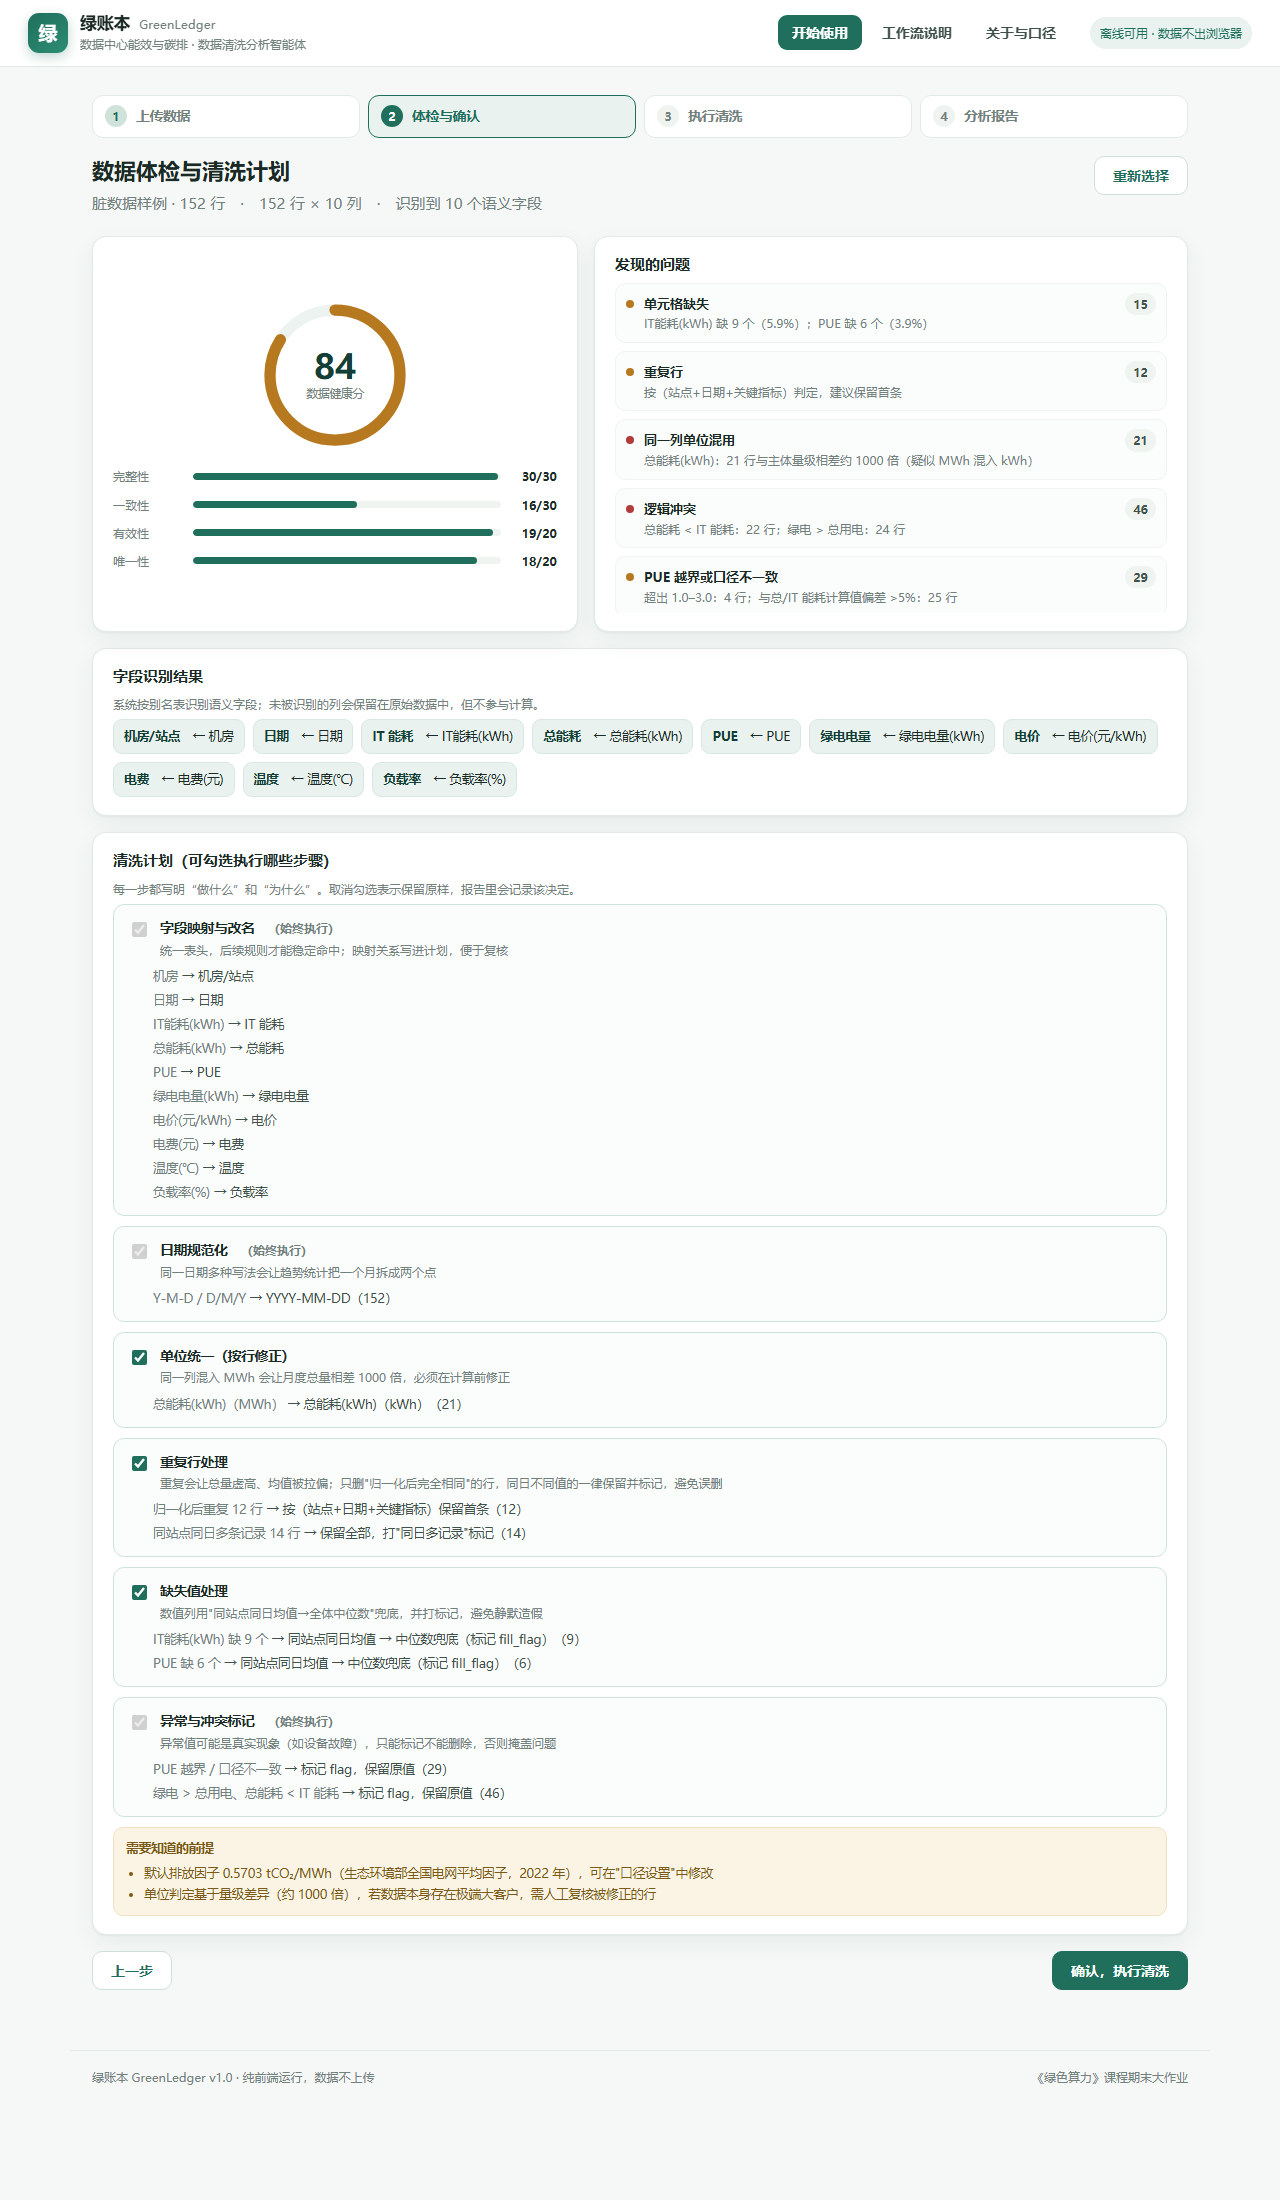 绿
绿账本 GreenLedger
数据中心能效与碳排 · 数据清洗分析智能体
开始使用
工作流说明
关于与口径
离线可用 · 数据不出浏览器
1 上传数据
2 体检与确认
3 执行清洗
4 分析报告
数据体检与清洗计划
脏数据样例 · 152 行 · 152 行 × 10 列 · 识别到 10 个语义字段
重新选择
84
数据健康分
完整性 30/30
一致性 16/30
有效性 19/20
唯一性 18/20
发现的问题
单元格缺失 15
IT能耗(kWh) 缺 9 个（5.9%）；PUE 缺 6 个（3.9%）
重复行 12
按（站点+日期+关键指标）判定，建议保留首条
同一列单位混用 21
总能耗(kWh)：21 行与主体量级相差约 1000 倍（疑似 MWh 混入 kWh）
逻辑冲突 46
总能耗 < IT 能耗：22 行；绿电 > 总用电：24 行
PUE 越界或口径不一致 29
超出 1.0–3.0：4 行；与总/IT 能耗计算值偏差 >5%：25 行
字段识别结果
系统按别名表识别语义字段；未被识别的列会保留在原始数据中，但不参与计算。
机房/站点 ← 机房
日期 ← 日期
IT 能耗 ← IT能耗(kWh)
总能耗 ← 总能耗(kWh)
PUE ← PUE
绿电电量 ← 绿电电量(kWh)
电价 ← 电价(元/kWh)
电费 ← 电费(元)
温度 ← 温度(℃)
负载率 ← 负载率(%)
清洗计划（可勾选执行哪些步骤）
每一步都写明“做什么”和“为什么”。取消勾选表示保留原样，报告里会记录该决定。
字段映射与改名 （始终执行）
统一表头，后续规则才能稳定命中；映射关系写进计划，便于复核
机房 → 机房/站点
日期 → 日期
IT能耗(kWh) → IT 能耗
总能耗(kWh) → 总能耗
PUE → PUE
绿电电量(kWh) → 绿电电量
电价(元/kWh) → 电价
电费(元) → 电费
温度(℃) → 温度
负载率(%) → 负载率
日期规范化 （始终执行）
同一日期多种写法会让趋势统计把一个月拆成两个点
Y-M-D / D/M/Y → YYYY-MM-DD（152）
单位统一（按行修正）
同一列混入 MWh 会让月度总量相差 1000 倍，必须在计算前修正
总能耗(kWh)（MWh） → 总能耗(kWh)（kWh）（21）
重复行处理
重复会让总量虚高、均值被拉偏；只删"归一化后完全相同"的行，同日不同值的一律保留并标记，避免误删
归一化后重复 12 行 → 按（站点+日期+关键指标）保留首条（12）
同站点同日多条记录 14 行 → 保留全部，打"同日多记录"标记（14）
缺失值处理
数值列用"同站点同日均值→全体中位数"兜底，并打标记，避免静默造假
IT能耗(kWh) 缺 9 个 → 同站点同日均值 → 中位数兜底（标记 fill_flag）（9）
PUE 缺 6 个 → 同站点同日均值 → 中位数兜底（标记 fill_flag）（6）
异常与冲突标记 （始终执行）
异常值可能是真实现象（如设备故障），只能标记不能删除，否则掩盖问题
PUE 越界 / 口径不一致 → 标记 flag，保留原值（29）
绿电 > 总用电、总能耗 < IT 能耗 → 标记 flag，保留原值（46）
需要知道的前提
• 默认排放因子 0.5703 tCO₂/MWh（生态环境部全国电网平均因子，2022 年），可在"口径设置"中修改
• 单位判定基于量级差异（约 1000 倍），若数据本身存在极端大客户，需人工复核被修正的行
上一步
确认，执行清洗
绿账本 GreenLedger v1.0 · 纯前端运行，数据不上传
《绿色算力》课程期末大作业